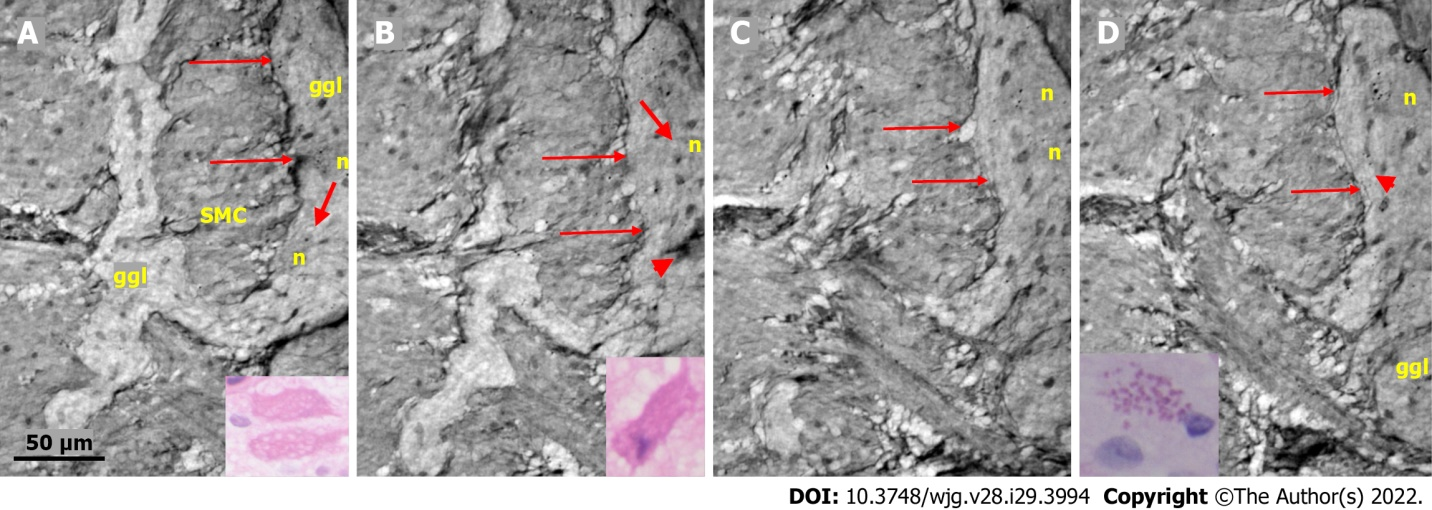 A
B
C
D
ggl
n
n
SMC
ggl
n
n
n
n
ggl
50 µm
DOI: 10.3748/wjg.v28.i29.3994 Copyright ©The Author(s) 2022.